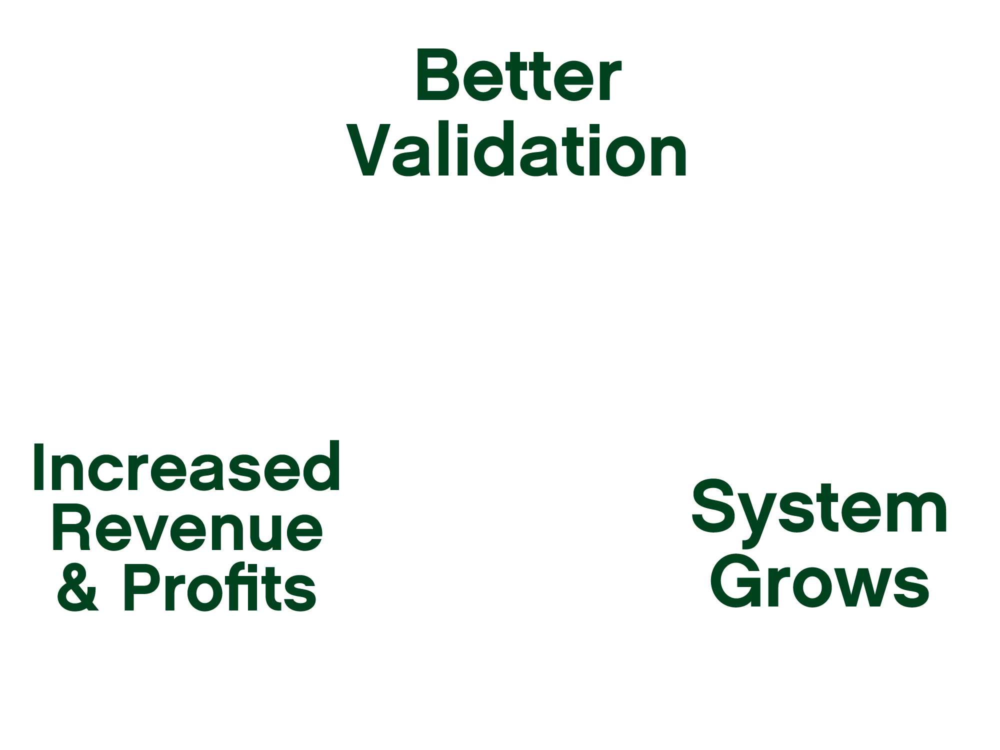 Better
Validation
Increased
Revenue
& Profits
System
Grows